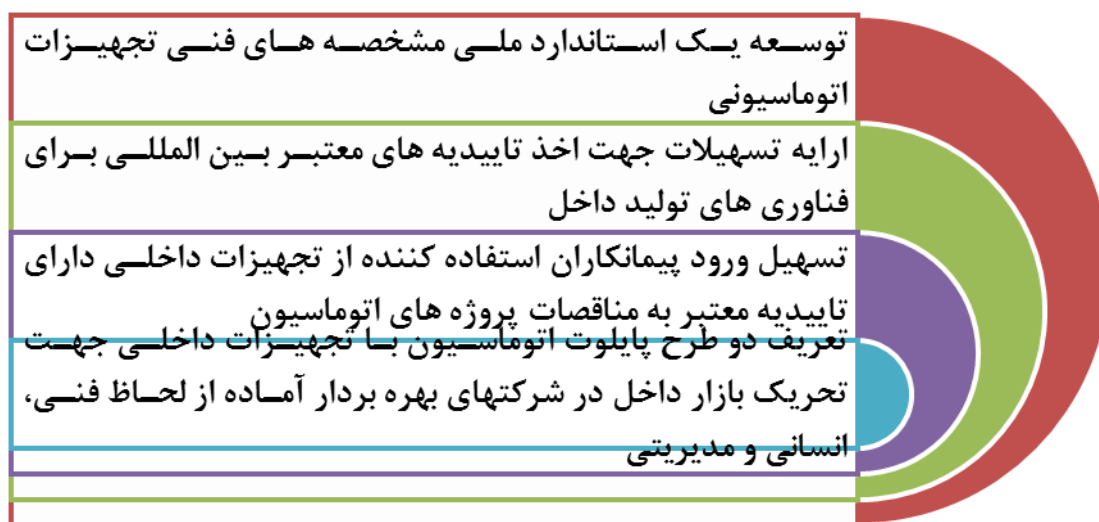 توسعه یک استاندارد ملی مشخصه های فنی تجهیزات
اتوماسیونی
ارایه تسهیلات جهت اخذ تاییدیه های معتبر بین المللی برای
فناوری های تولید داخل
تسهیل ورود پیمانکاران استفاده کننده از تجهیزات داخلی دارای
تاییدیه معتبر به مناقصات پروژه های اتوماسیون
تعریف دو طرح پایلوت اتوماسیون با تجهیزات داخلی جهت
تحریک بازار داخل در شرکتهای بهره بردار آماده از لحاظ فنی،
انسانی و مدیریتی